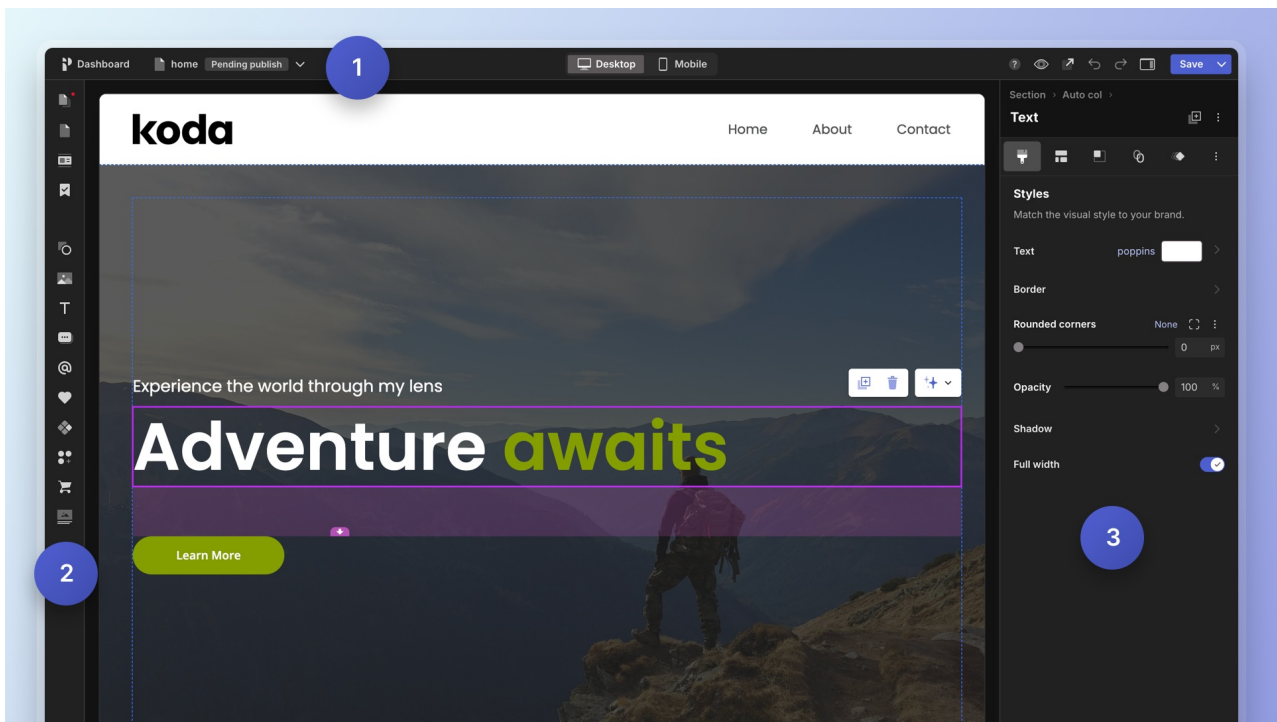 Dashboard home Pending publish 1 Desktop Mobile ? Save
koda Home About Contact
Experience the world through my lens
Adventure awaits
Learn More
2
Section > Auto col >
Text
Styles
Match the visual style to your brand.
Text poppins
Border
Rounded corners None
0 px
Opacity 100 %
Shadow
Full width
3